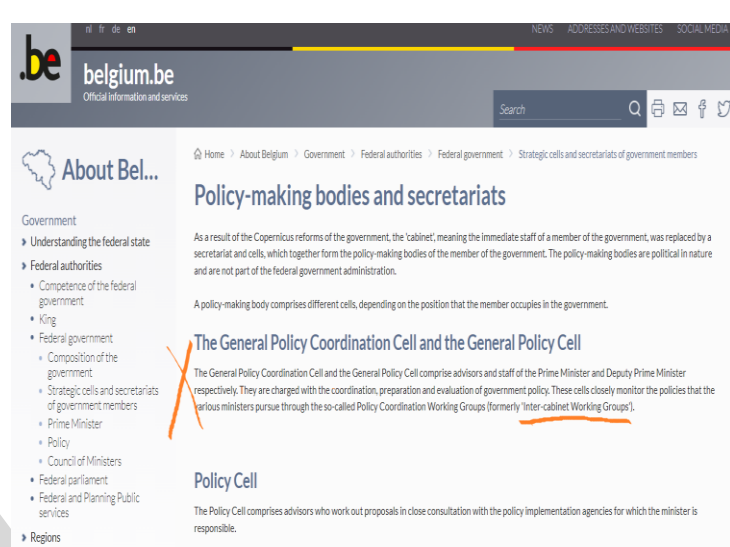 nl fr de en
NEWS ADDRESSES AND WEBSITES SOCIAL MEDIA
.be
belgium.be
Official information and services
Search
About Bel...
Government
Understanding the federal state
Federal authorities
Competence of the federal
government
King
Federal government
Composition of the
government
Strategic cells and secretariats
of government members
Prime Minister
Policy
Council of Ministers
Federal parliament
Federal and Planning Public
services
Regions
Home > About Belgium > Government > Federal authorities > Federal government > Strategic cells and secretariats of government members
Policy-making bodies and secretariats
As a result of the Copernicus reforms of the government, the 'cabinet', meaning the immediate staff of a member of the government, was replaced by a
secretariat and cells, which together form the policy-making bodies of the member of the government. The policy-making bodies are political in nature
and are not part of the federal government administration.
A policy-making body comprises different cells, depending on the position that the member occupies in the government.
The General Policy Coordination Cell and the General Policy Cell
The General Policy Coordination Cell and the General Policy Cell comprise advisors and staff of the Prime Minister and Deputy Prime Minister
respectively. They are charged with the coordination, preparation and evaluation of government policy. These cells closely monitor the policies that the
various ministers pursue through the so-called Policy Coordination Working Groups (formerly 'Inter-cabinet Working Groups').
Policy Cell
The Policy Cell comprises advisors who work out proposals in close consultation with the policy implementation agencies for which the minister is
responsible.